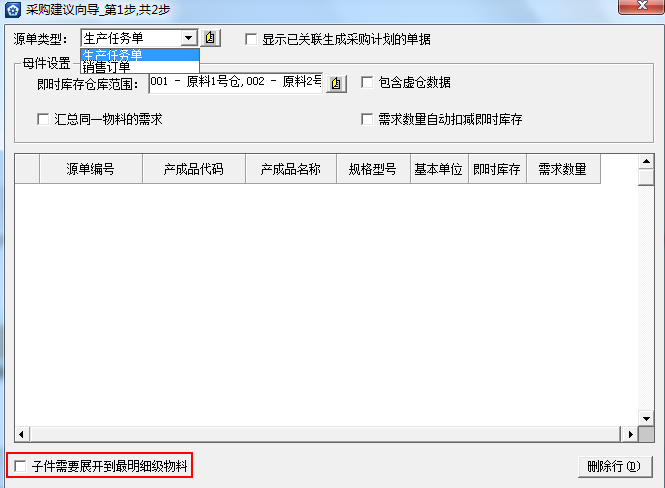 采购建议向导_第1步,共2步
源单类型： 生产任务单 显示已关联生成采购计划的单据
生产任务单
销售订单
母件设置
即时库存仓库范围： 001 - 原料1号仓,002 - 原料2号 包含虚仓数据
汇总同一物料的需求 需求数量自动扣减即时库存
源单编号 产成品代码 产成品名称 规格型号 基本单位 即时库存 需求数量
子件需要展开到最明细级物料 删除行(D)